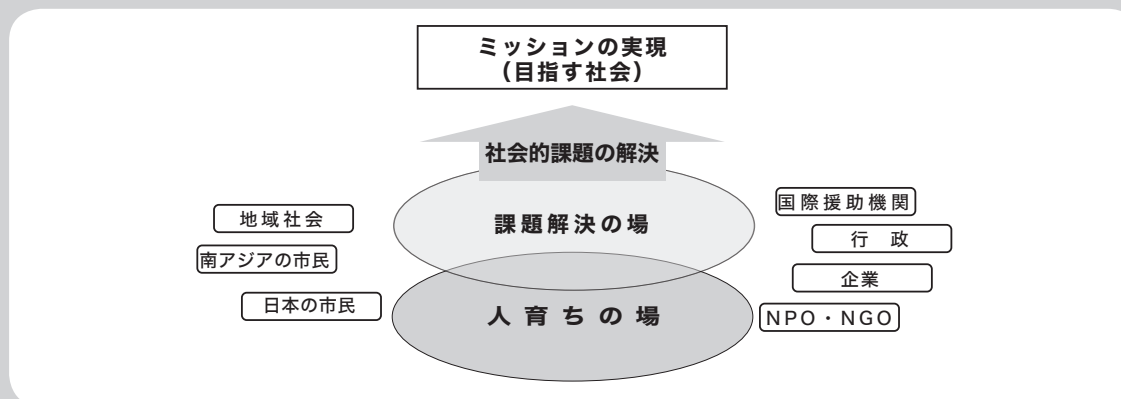 ミッションの実現
（目指す社会）
社会的課題の解決
課題解決の場
人育ちの場
地域社会
南アジアの市民
日本の市民
国際援助機関
行　政
企業
NPO・NGO